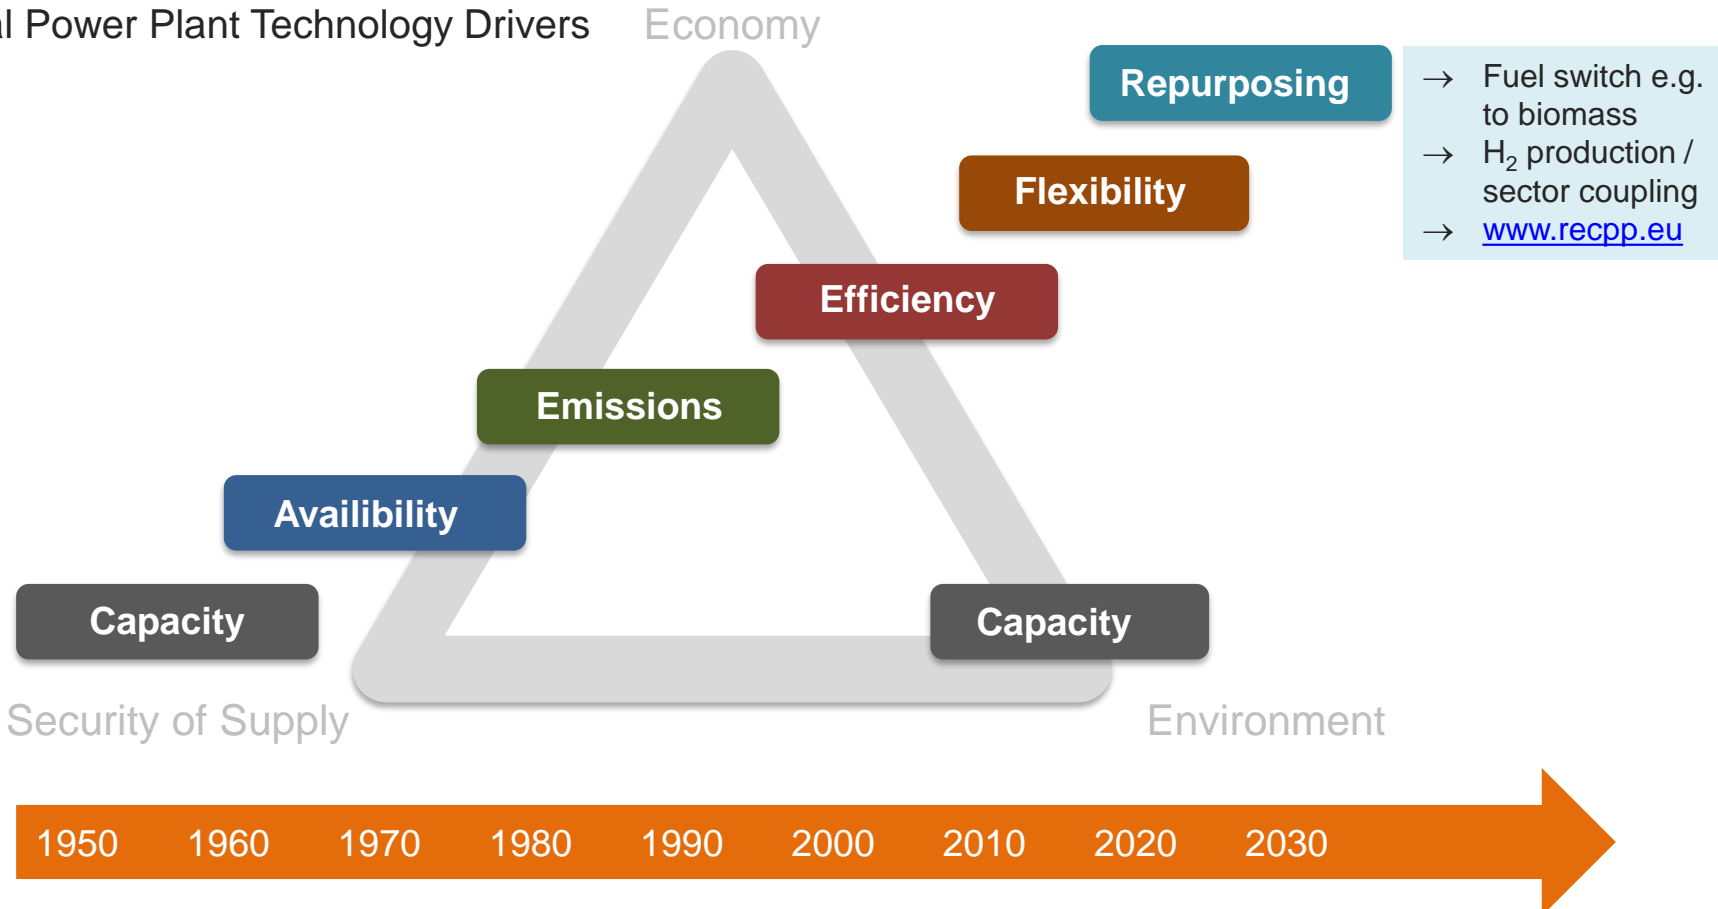 l Power Plant Technology Drivers
Economy
Repurposing
→ Fuel switch e.g.
to biomass
→ H₂ production /
sector coupling
→ www.recpp.eu
Flexibility
Efficiency
Emissions
Availibility
Capacity
Capacity
Security of Supply
Environment
1950 1960 1970 1980 1990 2000 2010 2020 2030